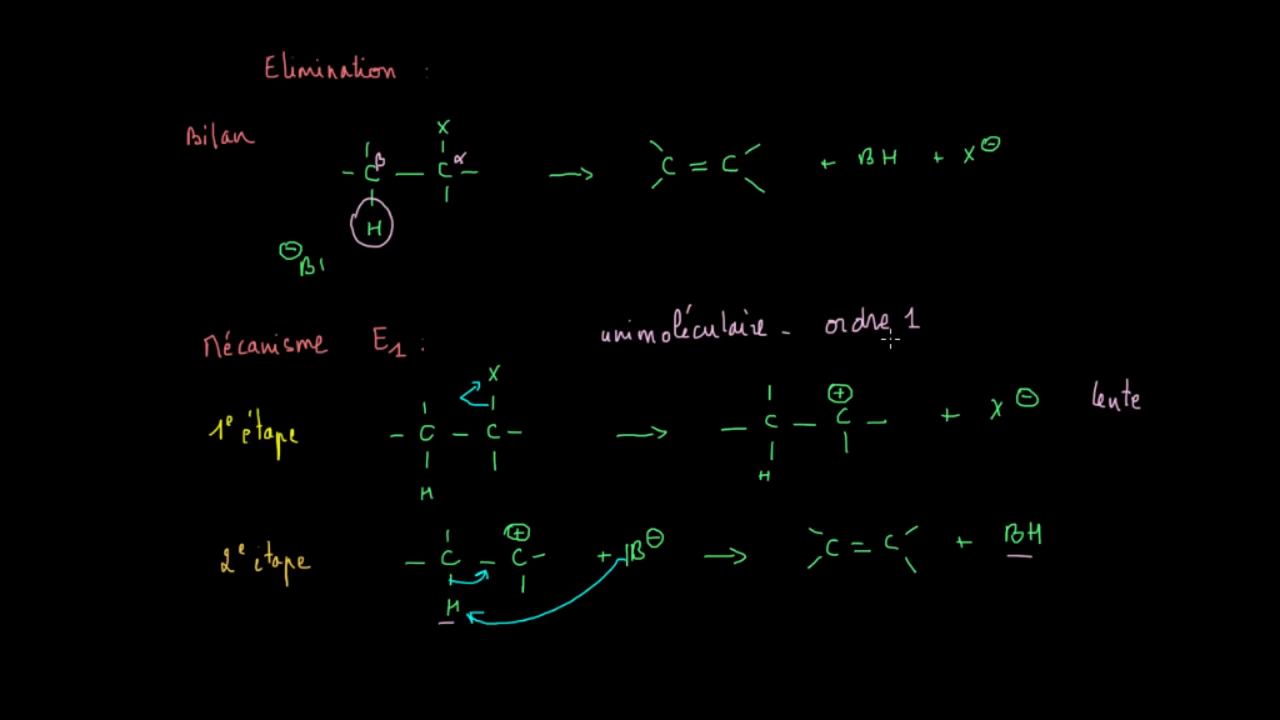 Elimination :
Bilan
X
β α
- C - C - → C = C + BH + X ⊖
H
⊖ B|
Mécanisme E1 : unimoléculaire - ordre 1
X
1e étape - C - C - → - C - C ⊕ - + X ⊖ lente
H H
2e étape - C - C ⊕ - + |B ⊖ → C = C + BH
H